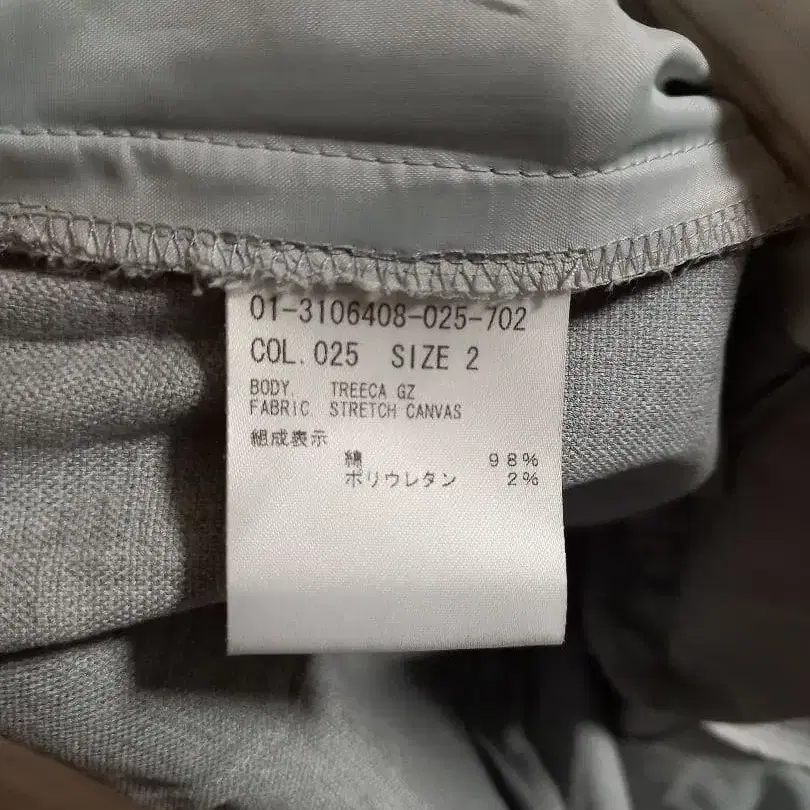 01-3106408-025-702
COL.025 SIZE 2
BODY. TREECA GZ
FABRIC STRETCH CANVAS
組成表示
綿 98%
ポリウレタン 2%